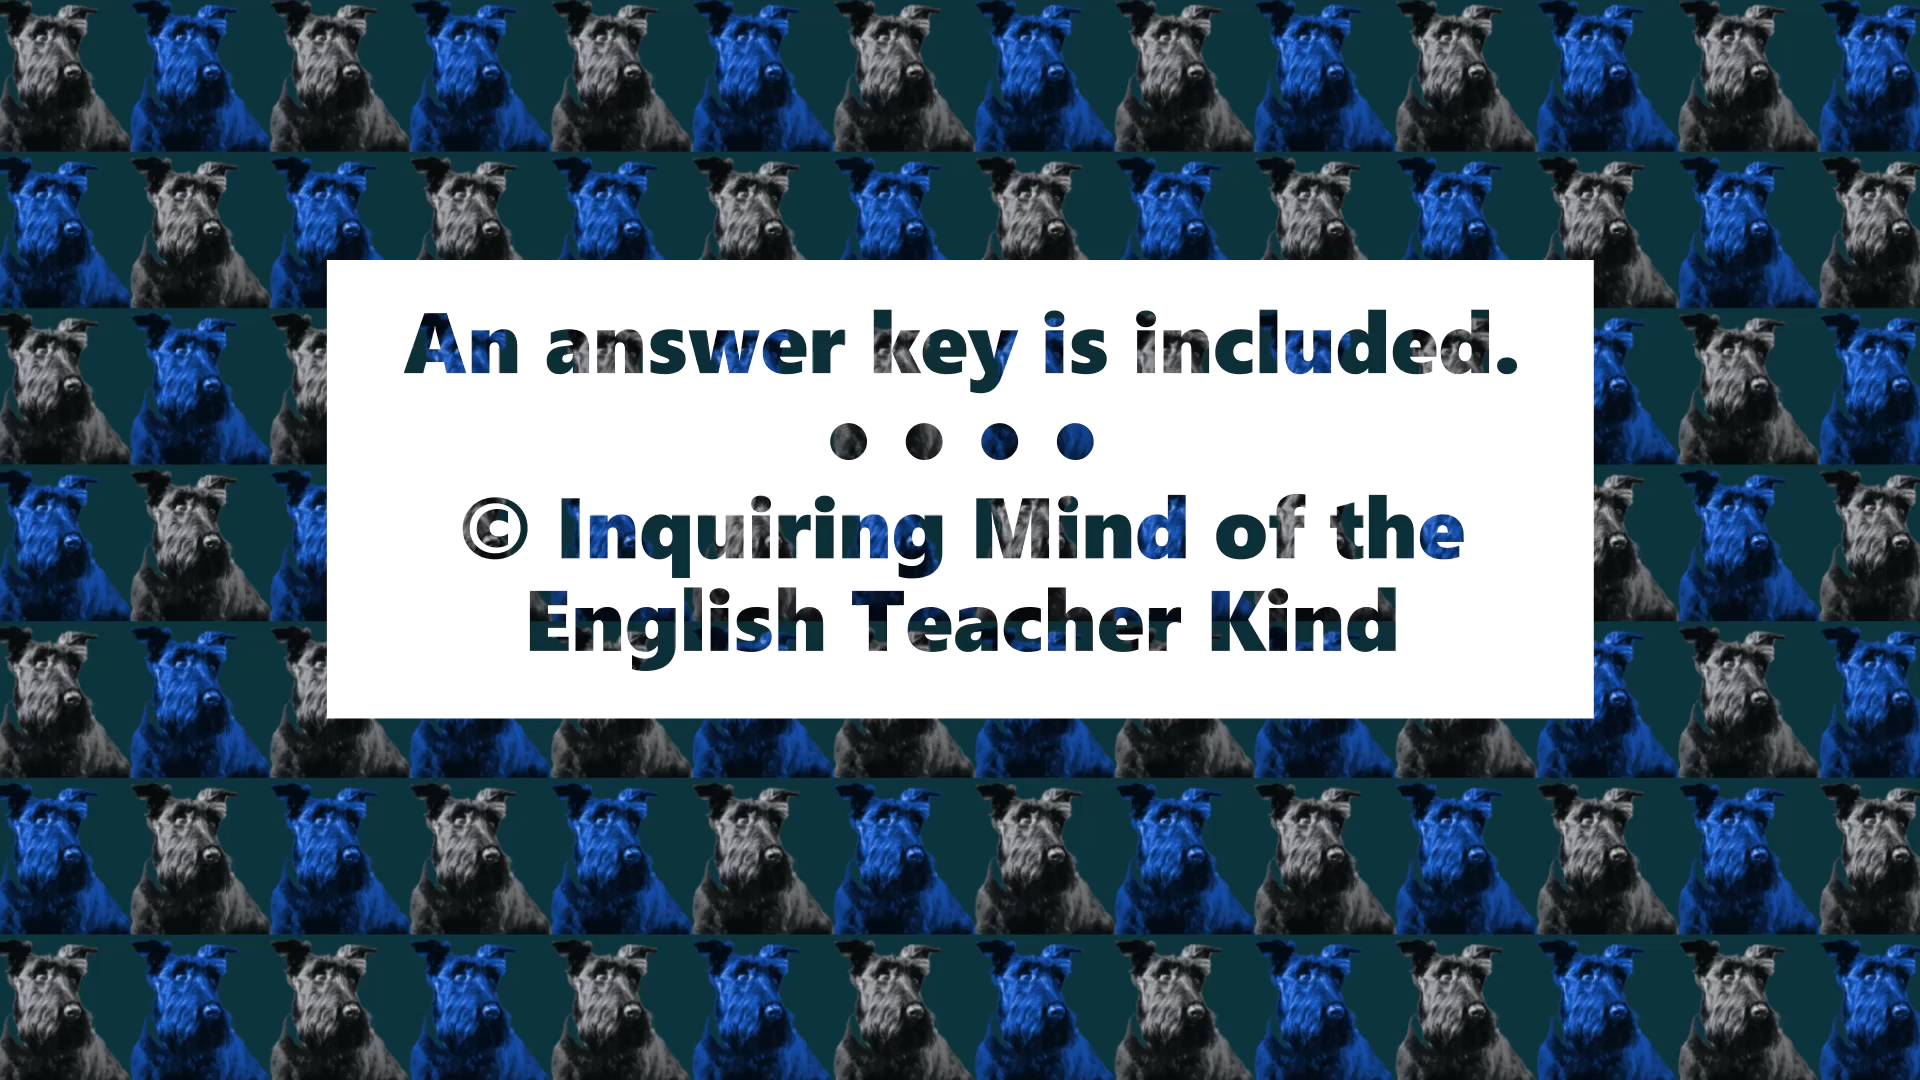 An answer key is included.
• • • •
© Inquiring Mind of the
English Teacher Kind